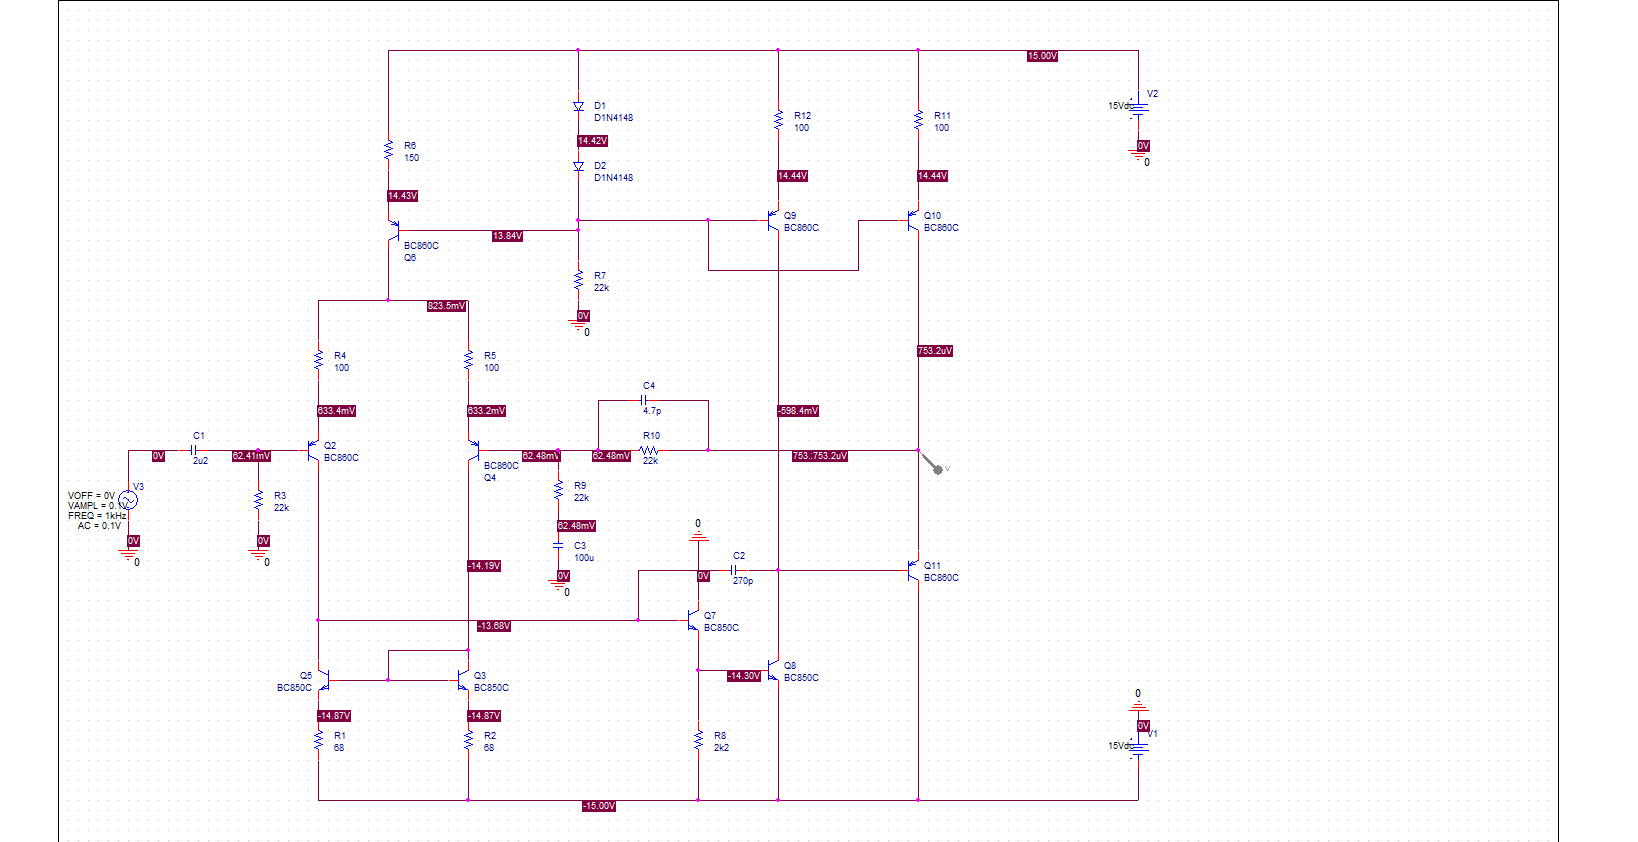 15.00V
V2
15Vdc
0V
0
D1
D1N4148
14.42V
D2
D1N4148
R12
100
R11
100
R6
150
14.43V
14.44V
14.44V
Q9
BC860C
Q10
BC860C
13.84V
BC860C
Q6
R7
22k
0V
0
823.5mV
R4
100
R5
100
753.2uV
633.4mV
633.2mV
C4
4.7p
-598.4mV
C1
2u2
0V
62.41mV
Q2
BC860C
BC860C
Q4
62.48mV
62.48mV
R10
22k
753.:753.2uV
V
V3
VOFF = 0V
VAMPL = 0.1V
FREQ = 1kHz
AC = 0.1V
0V
0
R3
22k
0V
0
R9
22k
62.48mV
C3
100u
0V
0
0
0V
C2
270p
-14.19V
Q11
BC860C
-13.68V
Q7
BC850C
Q5
BC850C
Q3
BC850C
-14.30V
Q8
BC850C
-14.87V
-14.87V
R1
68
R2
68
R8
2k2
-15.00V
0
0V
V1
15Vdc